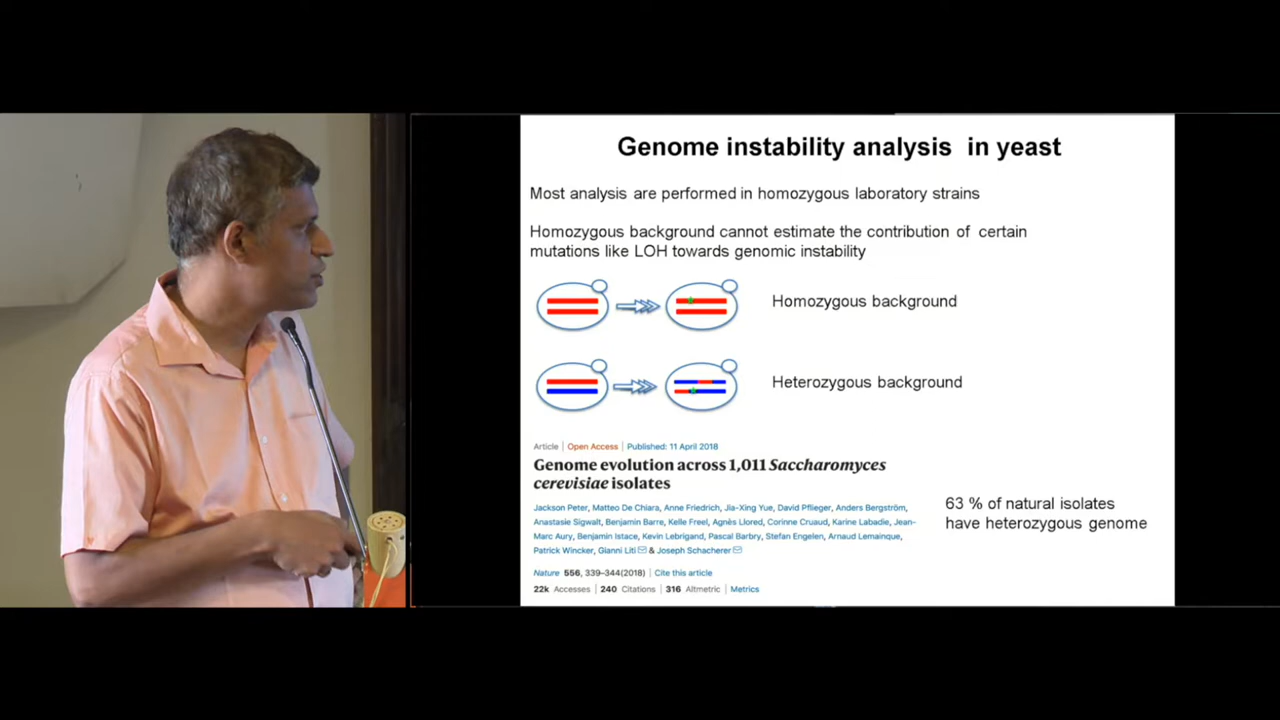 Genome instability analysis in yeast
Most analysis are performed in homozygous laboratory strains
Homozygous background cannot estimate the contribution of certain
mutations like LOH towards genomic instability
Homozygous background
Heterozygous background
Article | Open Access | Published: 11 April 2018
Genome evolution across 1,011 Saccharomyces
cerevisiae isolates
Jackson Peter, Matteo De Chiara, Anne Friedrich, Jia-Xing Yue, David Pflieger, Anders Bergström,
Anastasie Sigwalt, Benjamin Barre, Kelle Freel, Agnès Llored, Corinne Cruaud, Karine Labadie, Jean-
Marc Aury, Benjamin Istace, Kevin Lebrigand, Pascal Barbry, Stefan Engelen, Arnaud Lemainque,
Patrick Wincker, Gianni Liti & Joseph Schacherer
Nature 556, 339–344(2018) | Cite this article
22k Accesses | 240 Citations | 316 Altmetric | Metrics
63 % of natural isolates
have heterozygous genome